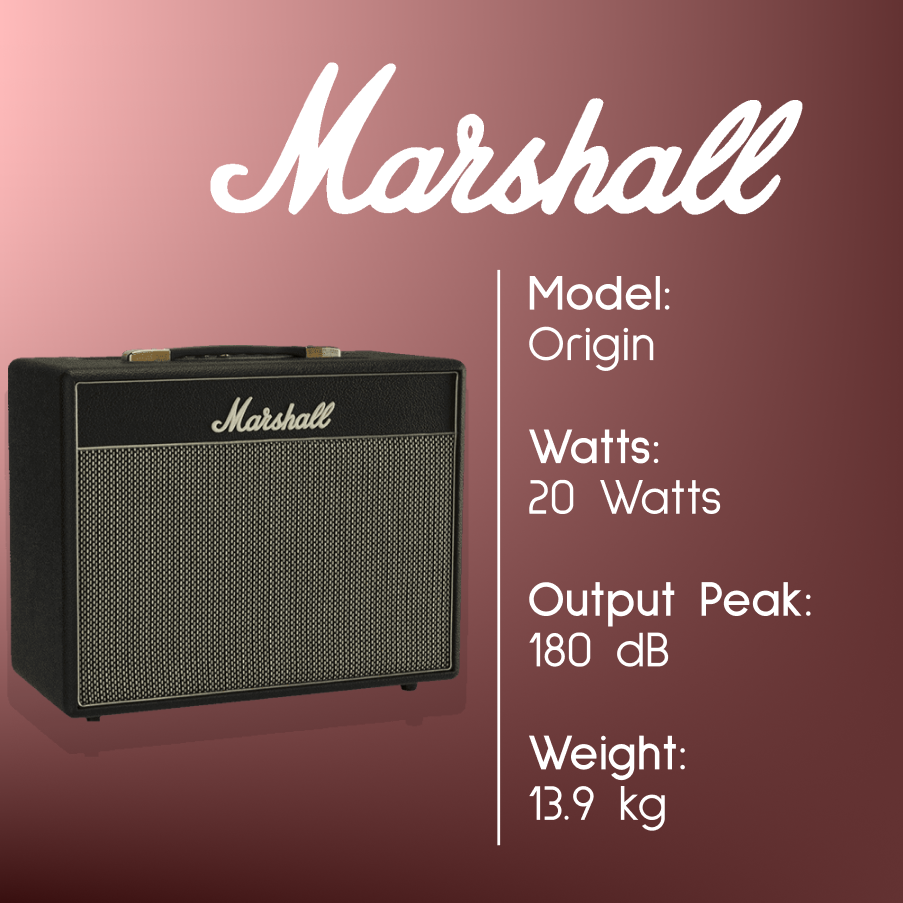 Marshall
Marshall
Model:
Origin
Watts:
20 Watts
Output Peak:
180 dB
Weight:
13.9 kg